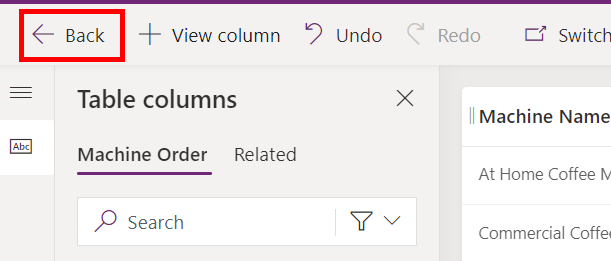 Back
View column
Undo
Redo
Switch
Table columns
Abc
Machine Order
Related
Search
Machine Name
At Home Coffee M
Commercial Coffe